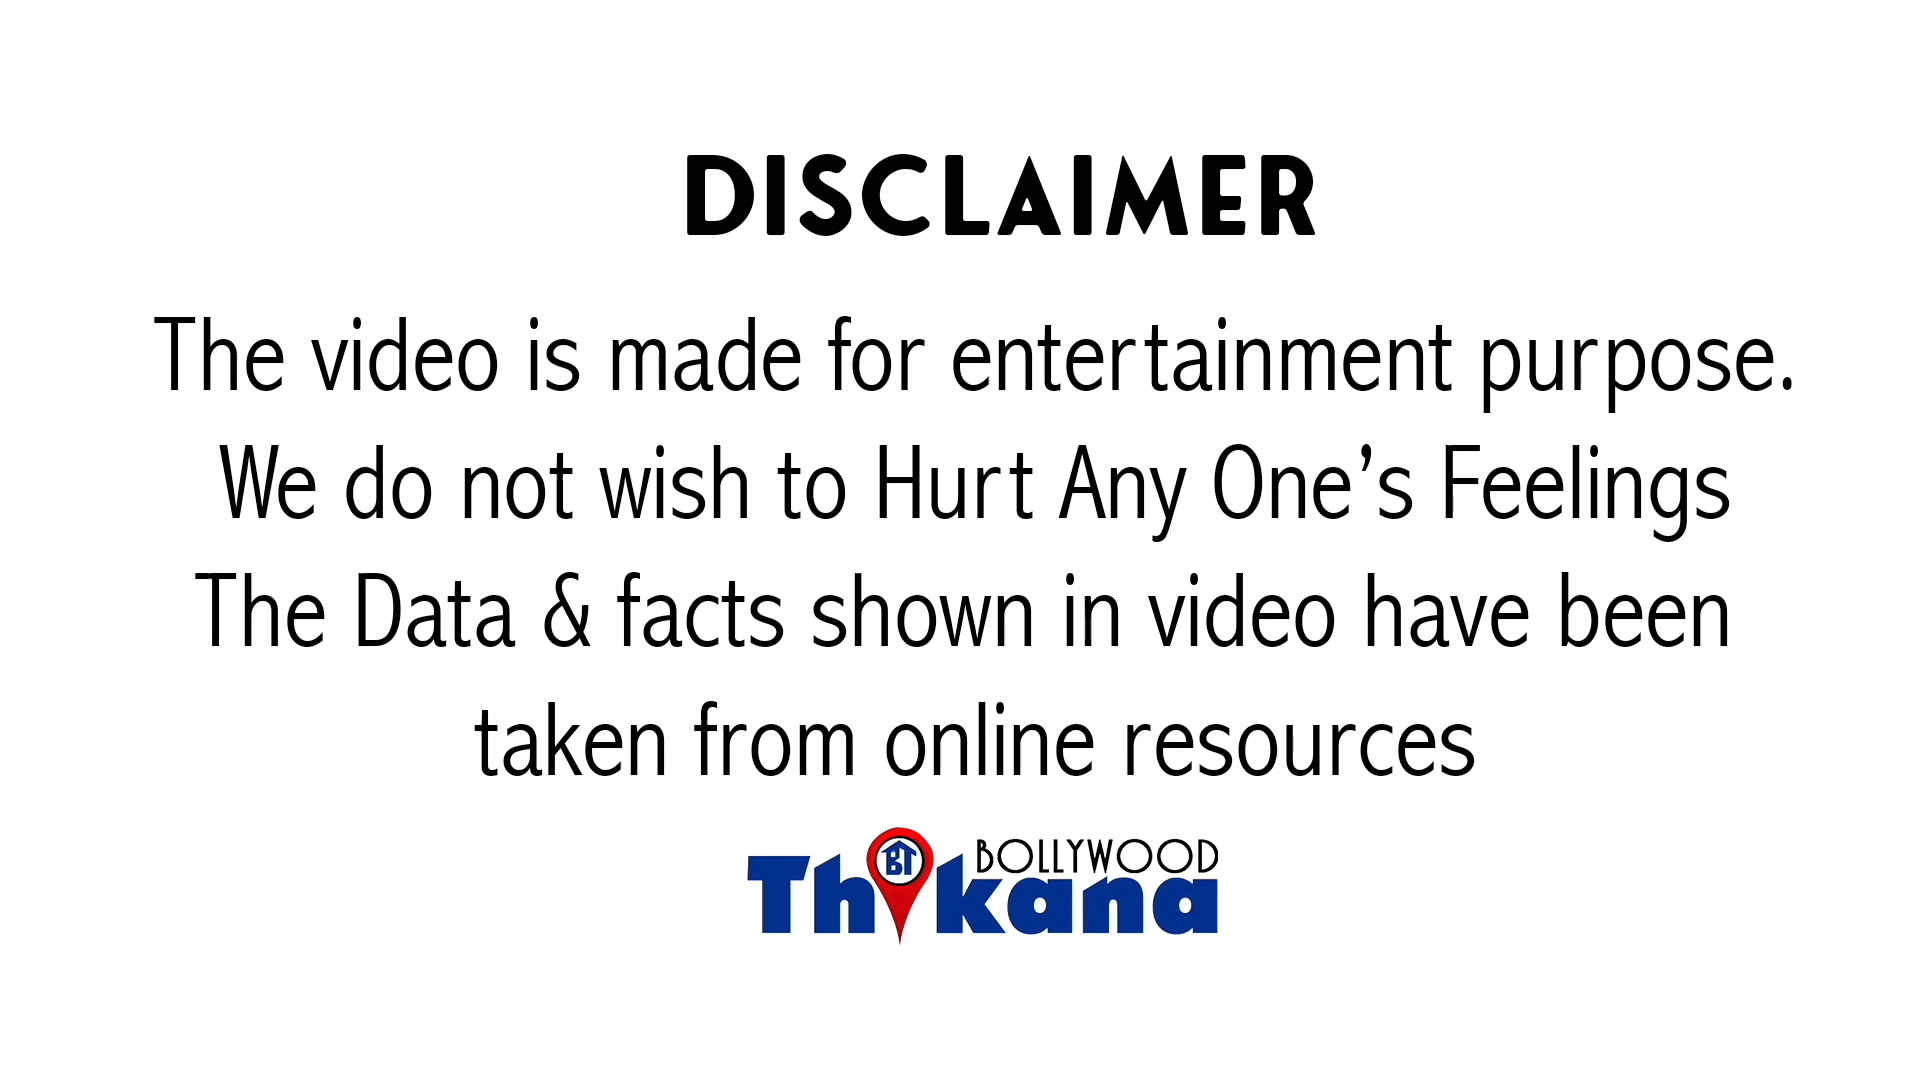 DISCLAIMER
The video is made for entertainment purpose.
We do not wish to Hurt Any One’s Feelings
The Data & facts shown in video have been
taken from online resources
BT BOLLYWOOD
Thikana